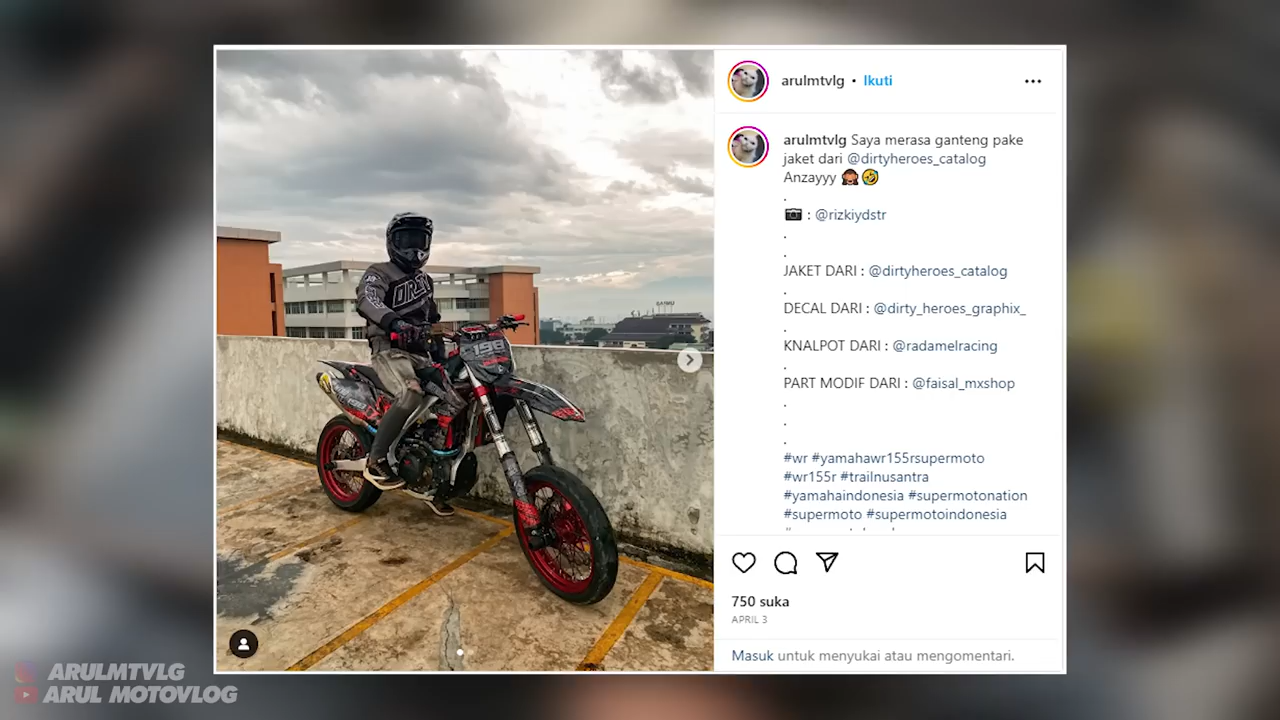 arulmtvlg • Ikuti
arulmtvlg Saya merasa ganteng pake
jaket dari @dirtyheroes_catalog
Anzayyy 🙈🤣
.
📷 : @rizkiydstr
.
.
JAKET DARI : @dirtyheroes_catalog
.
DECAL DARI : @dirty_heroes_graphix_
.
KNALPOT DARI : @radamelracing
.
PART MODIF DARI : @faisal_mxshop
.
.
.
#wr #yamahawr155rsupermoto
#wr155r #trailnusantra
#yamahaindonesia #supermotonation
#supermoto #supermotoindonesia
750 suka
APRIL 3
Masuk untuk menyukai atau mengomentari.
DIRTY
198
ARULMTVLG
ARUL MOTOVLOG